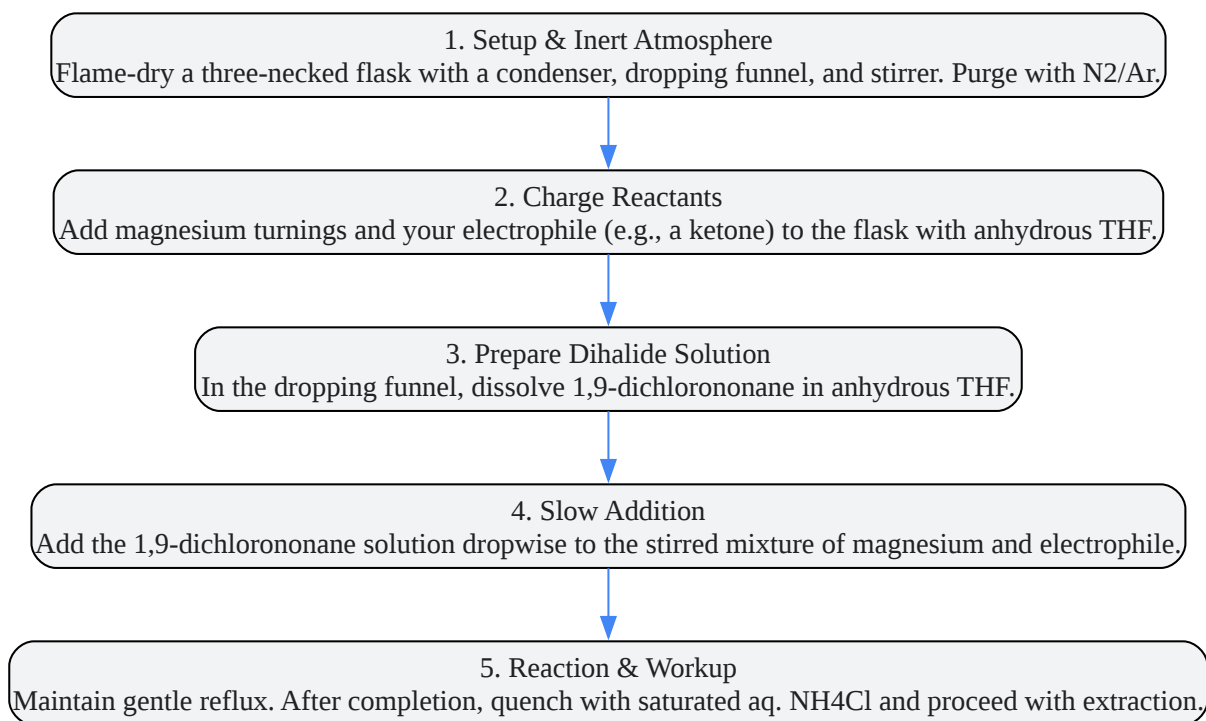 1. Setup & Inert Atmosphere
Flame-dry a three-necked flask with a condenser, dropping funnel, and stirrer. Purge with N2/Ar.
2. Charge Reactants
Add magnesium turnings and your electrophile (e.g., a ketone) to the flask with anhydrous THF.
3. Prepare Dihalide Solution
In the dropping funnel, dissolve 1,9-dichlorononane in anhydrous THF.
4. Slow Addition
Add the 1,9-dichlorononane solution dropwise to the stirred mixture of magnesium and electrophile.
5. Reaction & Workup
Maintain gentle reflux. After completion, quench with saturated aq. NH4Cl and proceed with extraction.